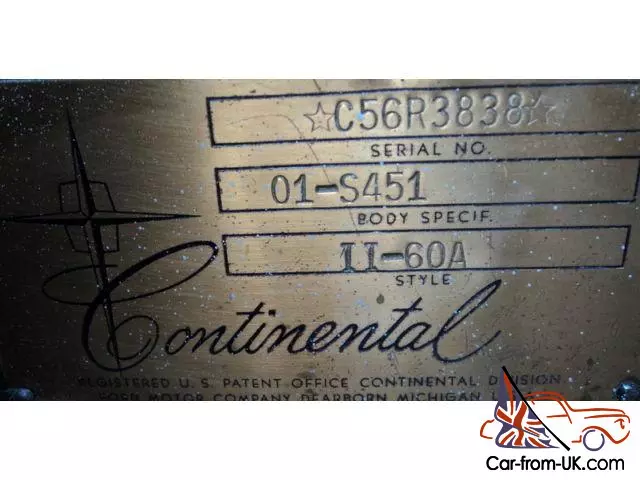 ☆C56R3838☆
SERIAL NO.
01-S451
BODY SPECIF.
II-60A
STYLE
Continental
REGISTERED U.S. PATENT OFFICE CONTINENTAL DIVISION
FORD MOTOR COMPANY DEARBORN MICHIGAN
Car-from-UK.com